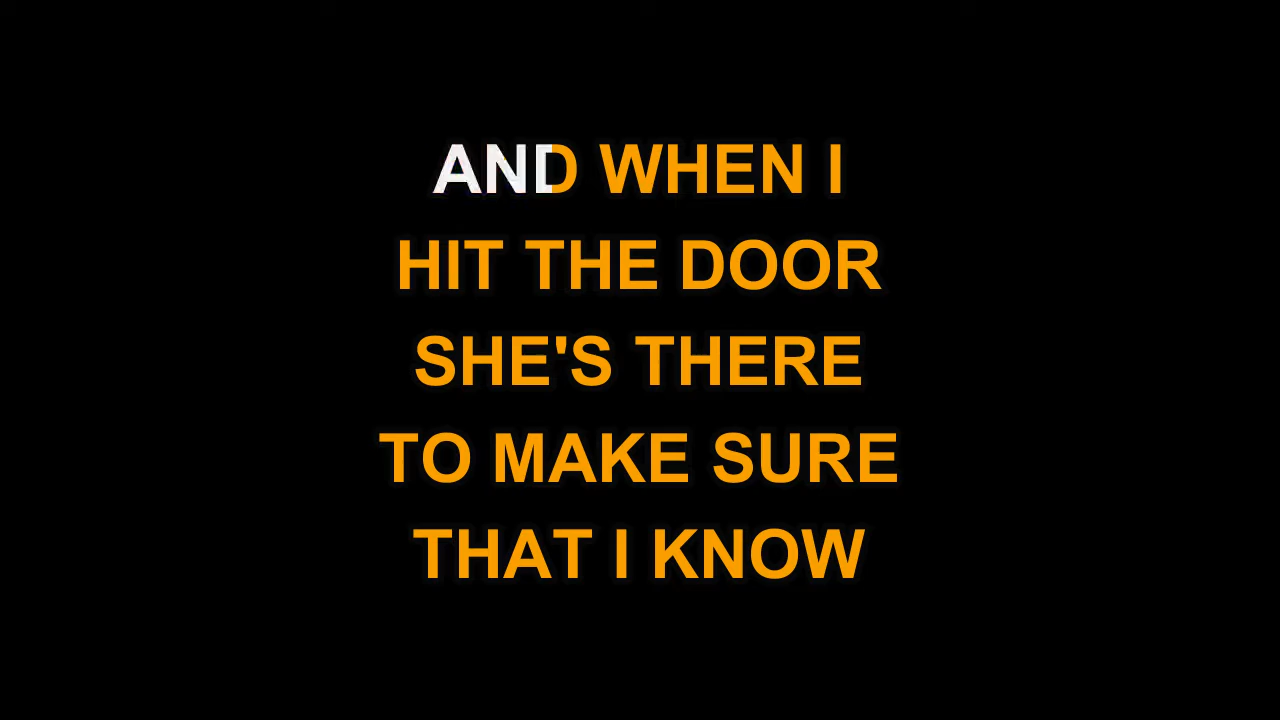 AND WHEN I
HIT THE DOOR
SHE'S THERE
TO MAKE SURE
THAT I KNOW